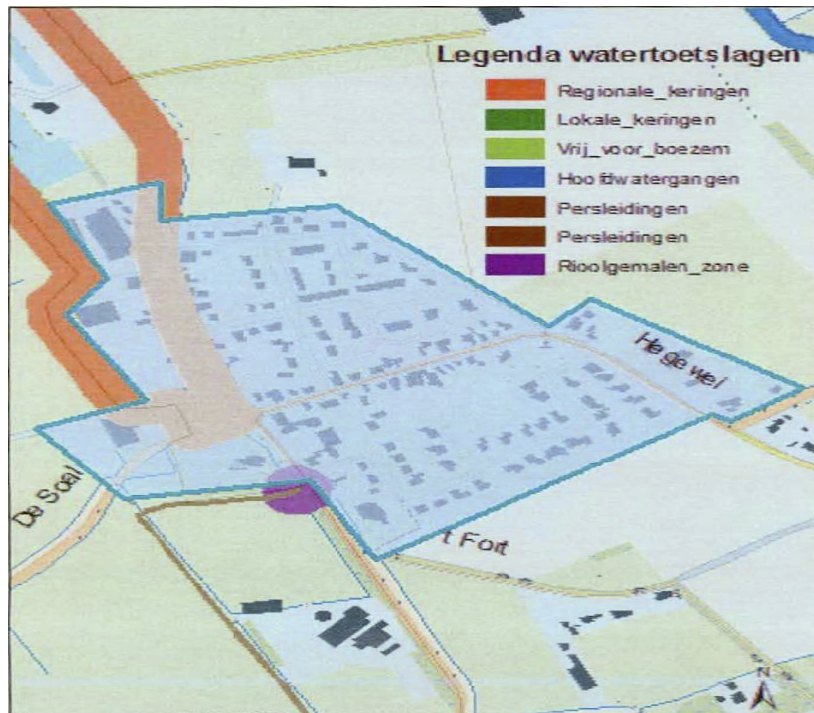 Legenda watertoetslagen
Regionale_keringen
Lokale_keringen
Vrij_voor_boezem
Hoofdwatergangen
Persleidingen
Persleidingen
Rioolgemalen_zone
Hegewei
De Soal
't Fort
N